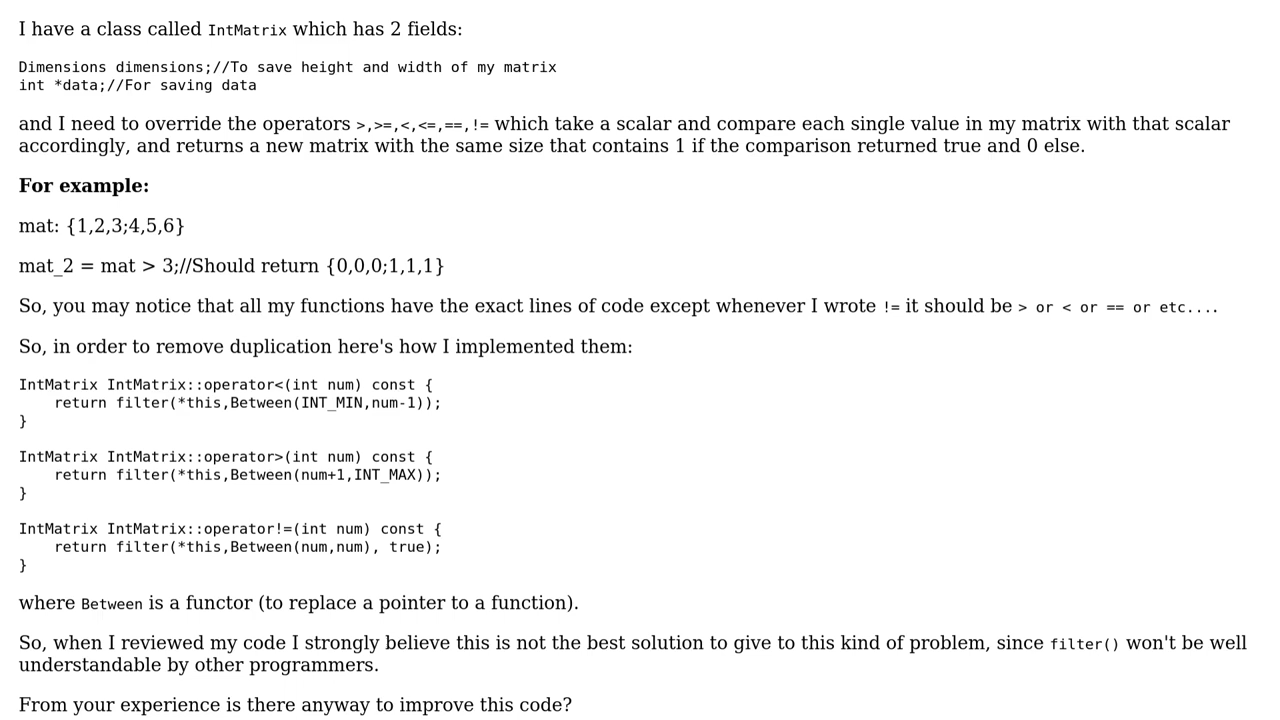 I have a class called IntMatrix which has 2 fields:
Dimensions dimensions;//To save height and width of my matrix
int *data;//For saving data
and I need to override the operators >,>=,<,<=,==,!= which take a scalar and compare each single value in my matrix with that scalar
accordingly, and returns a new matrix with the same size that contains 1 if the comparison returned true and 0 else.
For example:
mat: {1,2,3;4,5,6}
mat_2 = mat > 3;//Should return {0,0,0;1,1,1}
So, you may notice that all my functions have the exact lines of code except whenever I wrote != it should be > or < or == or etc....
So, in order to remove duplication here's how I implemented them:
IntMatrix IntMatrix::operator<(int num) const {
    return filter(*this,Between(INT_MIN,num-1));
}
IntMatrix IntMatrix::operator>(int num) const {
    return filter(*this,Between(num+1,INT_MAX));
}
IntMatrix IntMatrix::operator!=(int num) const {
    return filter(*this,Between(num,num), true);
}
where Between is a functor (to replace a pointer to a function).
So, when I reviewed my code I strongly believe this is not the best solution to give to this kind of problem, since filter() won't be well
understandable by other programmers.
From your experience is there anyway to improve this code?